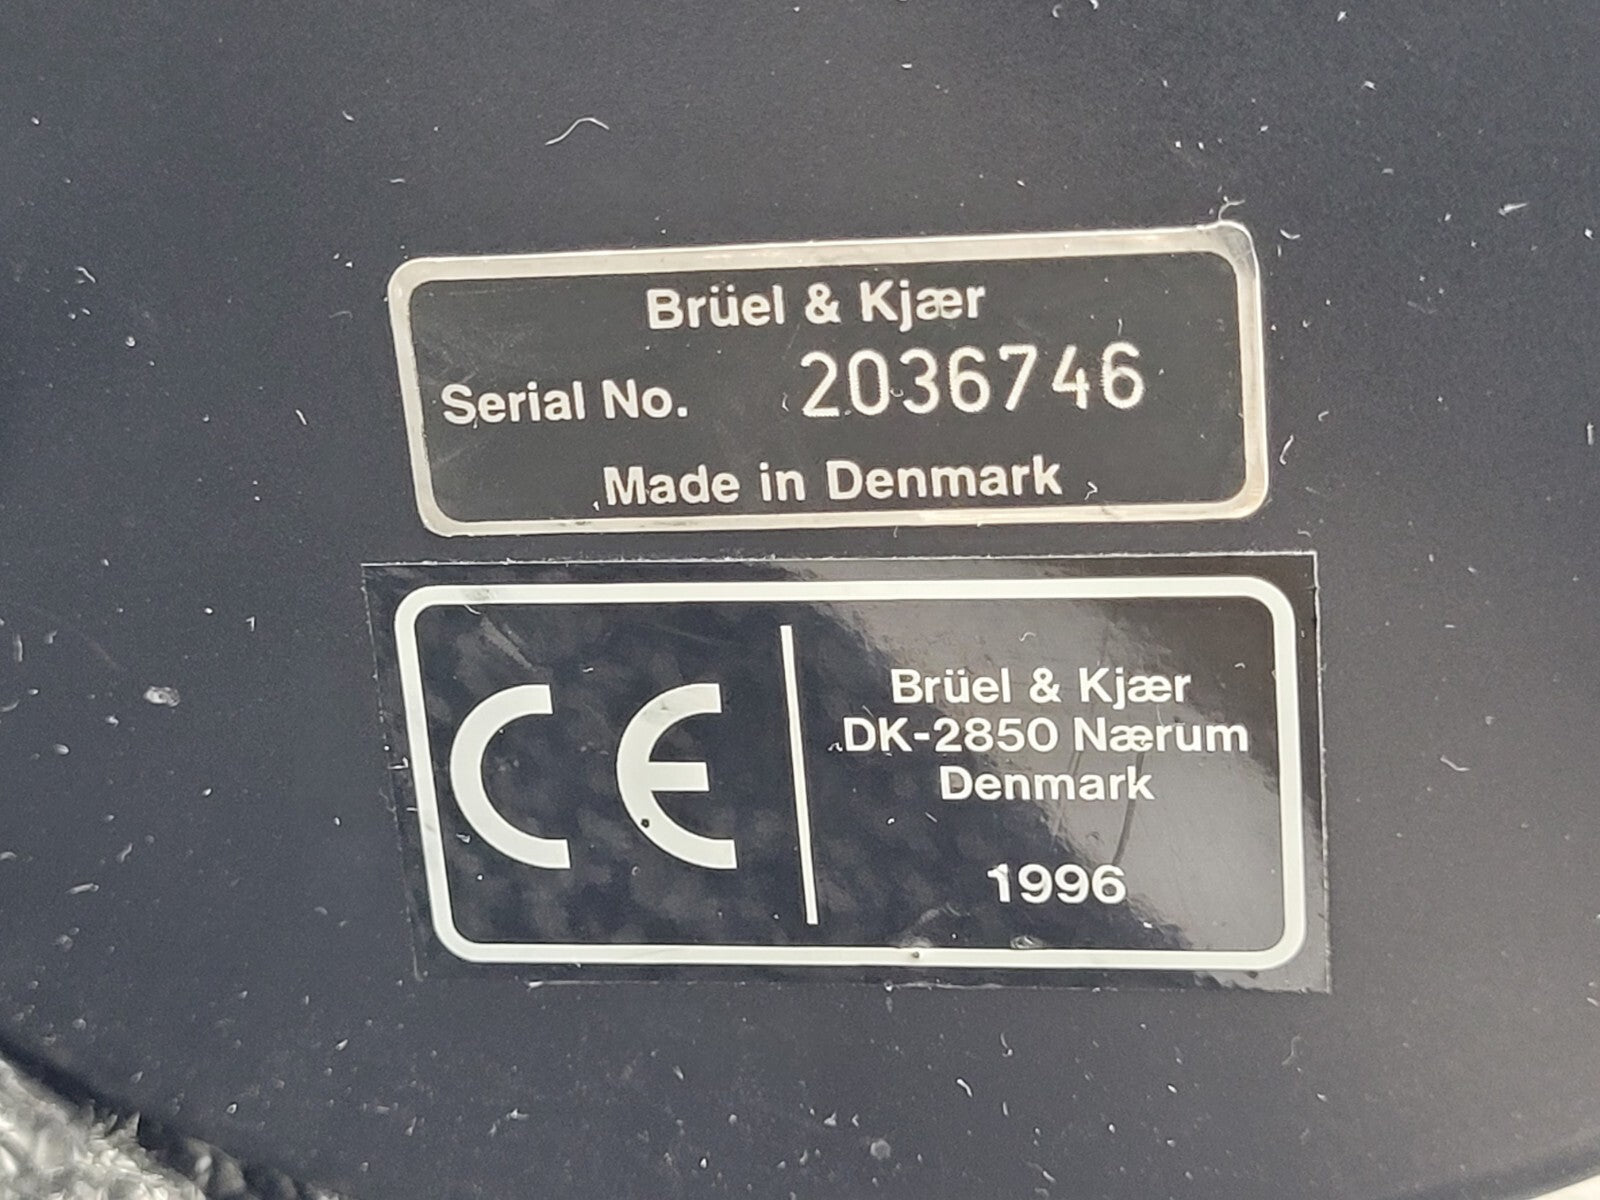 Brüel & Kjær
Serial No. 2036746
Made in Denmark
CE
Brüel & Kjær
DK-2850 Nærum
Denmark
1996